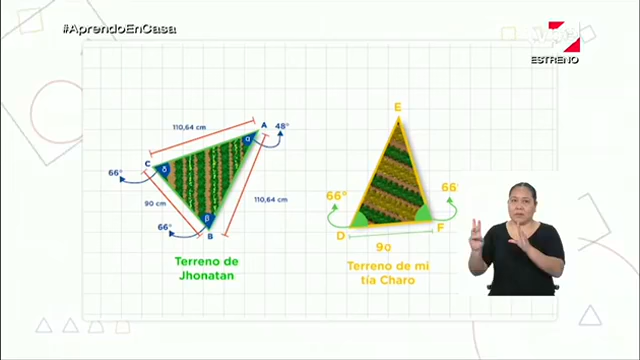 #AprendoEnCasa
ESTRENO
110,64 cm
A
48°
α
C
δ
66°
90 cm
110,64 cm
β
66°
B
Terreno de
Jhonatan
E
66°
66°
D
F
90
Terreno de mi
tía Charo